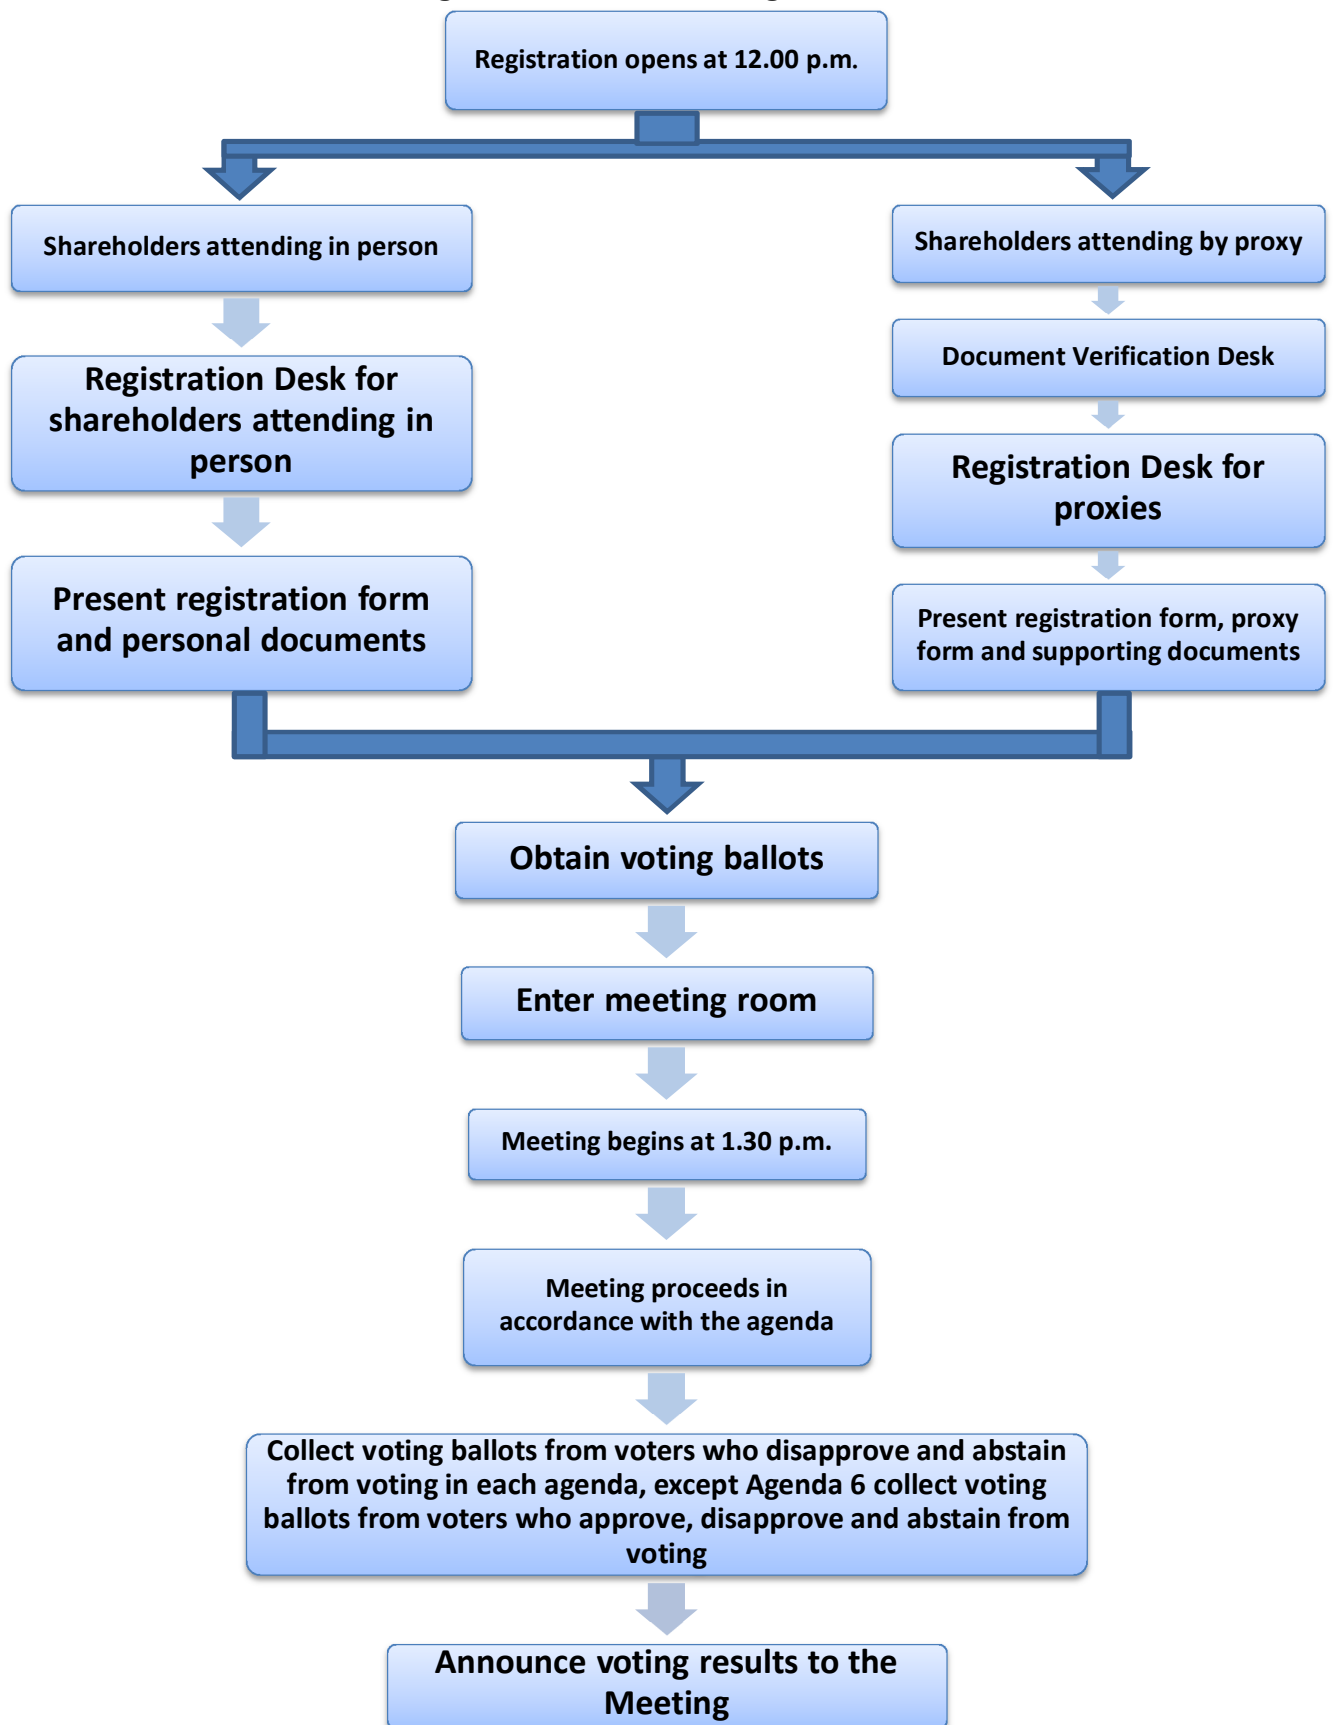 Registration opens at 12.00 p.m.
Shareholders attending in person
Shareholders attending by proxy
Document Verification Desk
Registration Desk for
shareholders attending in
person
Registration Desk for
proxies
Present registration form
and personal documents
Present registration form, proxy
form and supporting documents
Obtain voting ballots
Enter meeting room
Meeting begins at 1.30 p.m.
Meeting proceeds in
accordance with the agenda
Collect voting ballots from voters who disapprove and abstain
from voting in each agenda, except Agenda 6 collect voting
ballots from voters who approve, disapprove and abstain from
voting
Announce voting results to the
Meeting